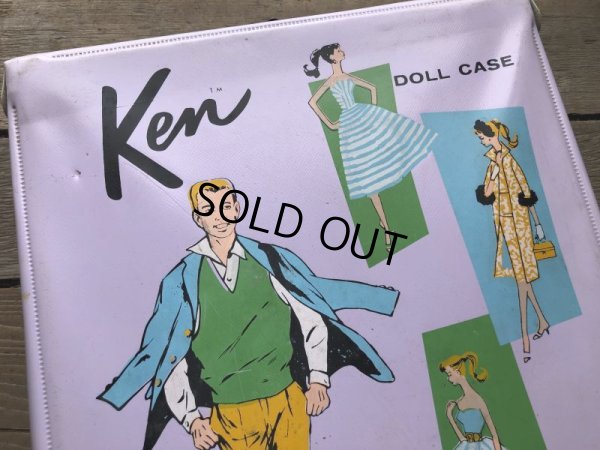 Ken™
DOLL CASE
SOLD OUT